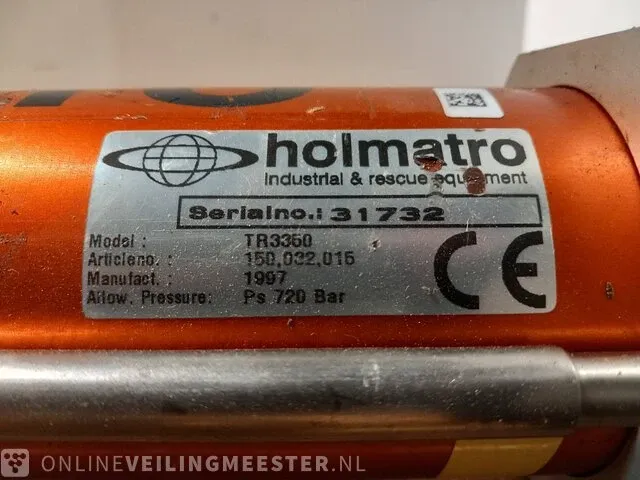 holmatro
industrial & rescue equipment
Serialno.: 31732
Model : TR3350
Articleno. : 150.032.015
Manufact. : 1997
Allow. Pressure: Ps 720 Bar
CE
ONLINEVEILINGMEESTER.NL